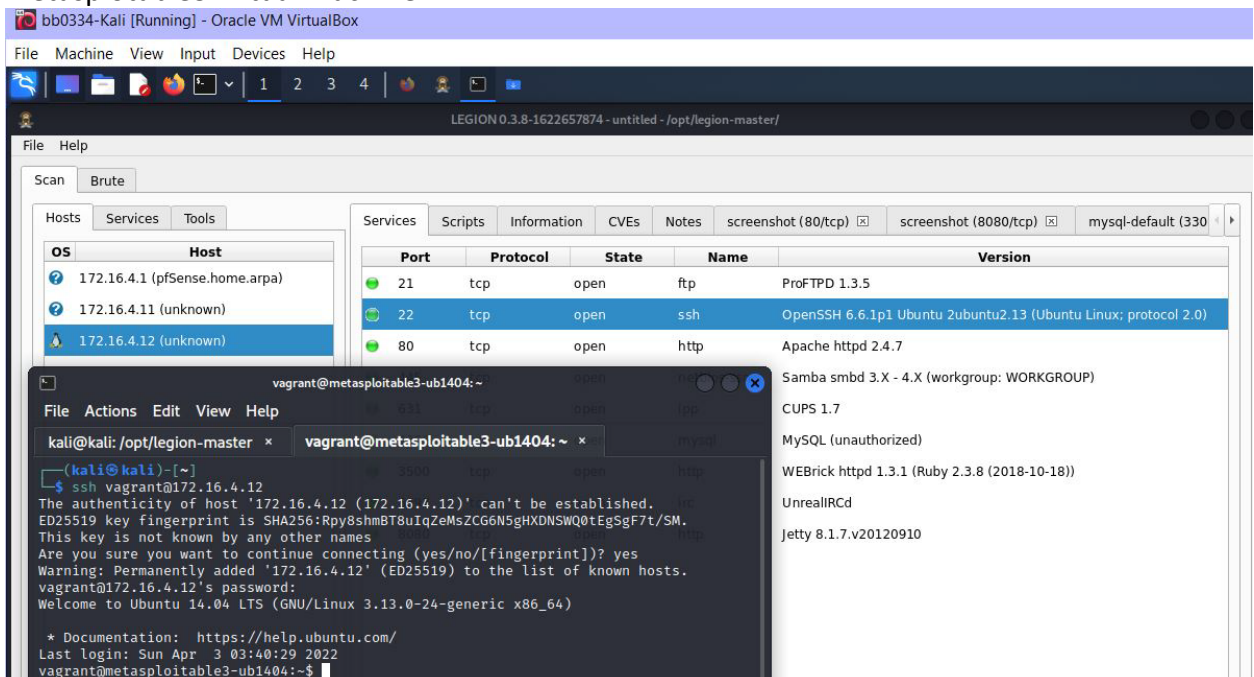 bb0334-Kali [Running] - Oracle VM VirtualBox
File Machine View Input Devices Help
1 2 3 4
LEGION 0.3.8-1622657874 - untitled - /opt/legion-master/
File Help
Scan Brute
Hosts Services Tools
OS Host
172.16.4.1 (pfSense.home.arpa)
172.16.4.11 (unknown)
172.16.4.12 (unknown)
Services Scripts Information CVEs Notes screenshot (80/tcp) screenshot (8080/tcp) mysql-default (330
Port Protocol State Name Version
21 tcp open ftp ProFTPD 1.3.5
22 tcp open ssh OpenSSH 6.6.1p1 Ubuntu 2ubuntu2.13 (Ubuntu Linux; protocol 2.0)
80 tcp open http Apache httpd 2.4.7
Samba smbd 3.X - 4.X (workgroup: WORKGROUP)
631 tcp open ipp CUPS 1.7
open mysql MySQL (unauthorized)
3500 tcp open http WEBrick httpd 1.3.1 (Ruby 2.3.8 (2018-10-18))
UnrealIRCd
http Jetty 8.1.7.v20120910
vagrant@metasploitable3-ub1404: ~
File Actions Edit View Help
kali@kali: /opt/legion-master × vagrant@metasploitable3-ub1404: ~ ×
┌──(kali㉿kali)-[~]
└─$ ssh vagrant@172.16.4.12
The authenticity of host '172.16.4.12 (172.16.4.12)' can't be established.
ED25519 key fingerprint is SHA256:Rpy8shmBT8uIqZeMsZCG6N5gHXDNSWQ0tEgSgF7t/SM.
This key is not known by any other names
Are you sure you want to continue connecting (yes/no/[fingerprint])? yes
Warning: Permanently added '172.16.4.12' (ED25519) to the list of known hosts.
vagrant@172.16.4.12's password:
Welcome to Ubuntu 14.04 LTS (GNU/Linux 3.13.0-24-generic x86_64)
* Documentation: https://help.ubuntu.com/
Last login: Sun Apr 3 03:40:29 2022
vagrant@metasploitable3-ub1404:~$